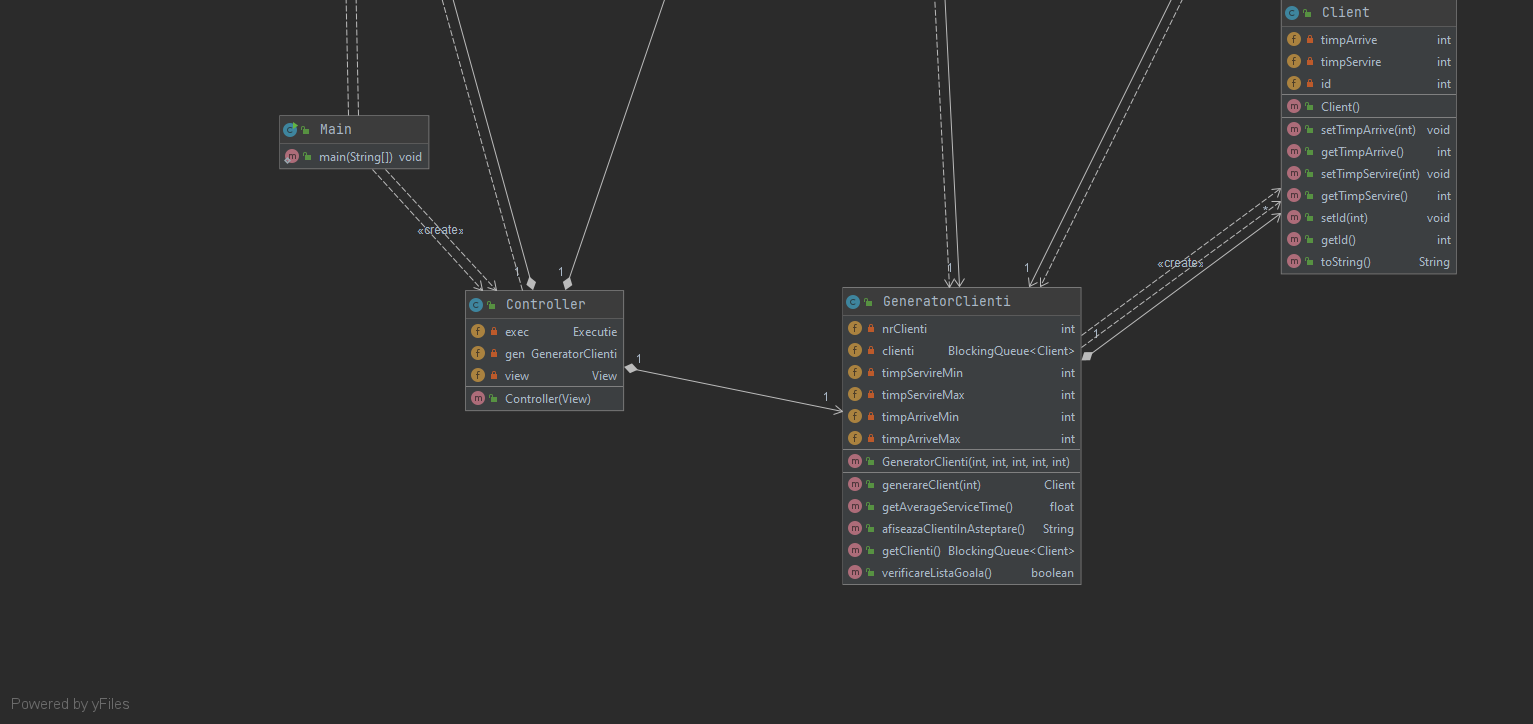 Client
timpArrive int
timpServire int
id int
Client()
setTimpArrive(int) void
getTimpArrive() int
setTimpServire(int) void
getTimpServire() int
setId(int) void
getId() int
toString() String
Main
main(String[]) void
«create»
1
1
Controller
exec Executie
gen GeneratorClienti
view View
Controller(View)
1
1
1
1
GeneratorClienti
nrClienti int
clienti BlockingQueue<Client>
timpServireMin int
timpServireMax int
timpArriveMin int
timpArriveMax int
GeneratorClienti(int, int, int, int, int)
generareClient(int) Client
getAverageServiceTime() float
afiseazaClientiInAsteptare() String
getClienti() BlockingQueue<Client>
verificareListaGoala() boolean
«create»
*
1
Powered by yFiles